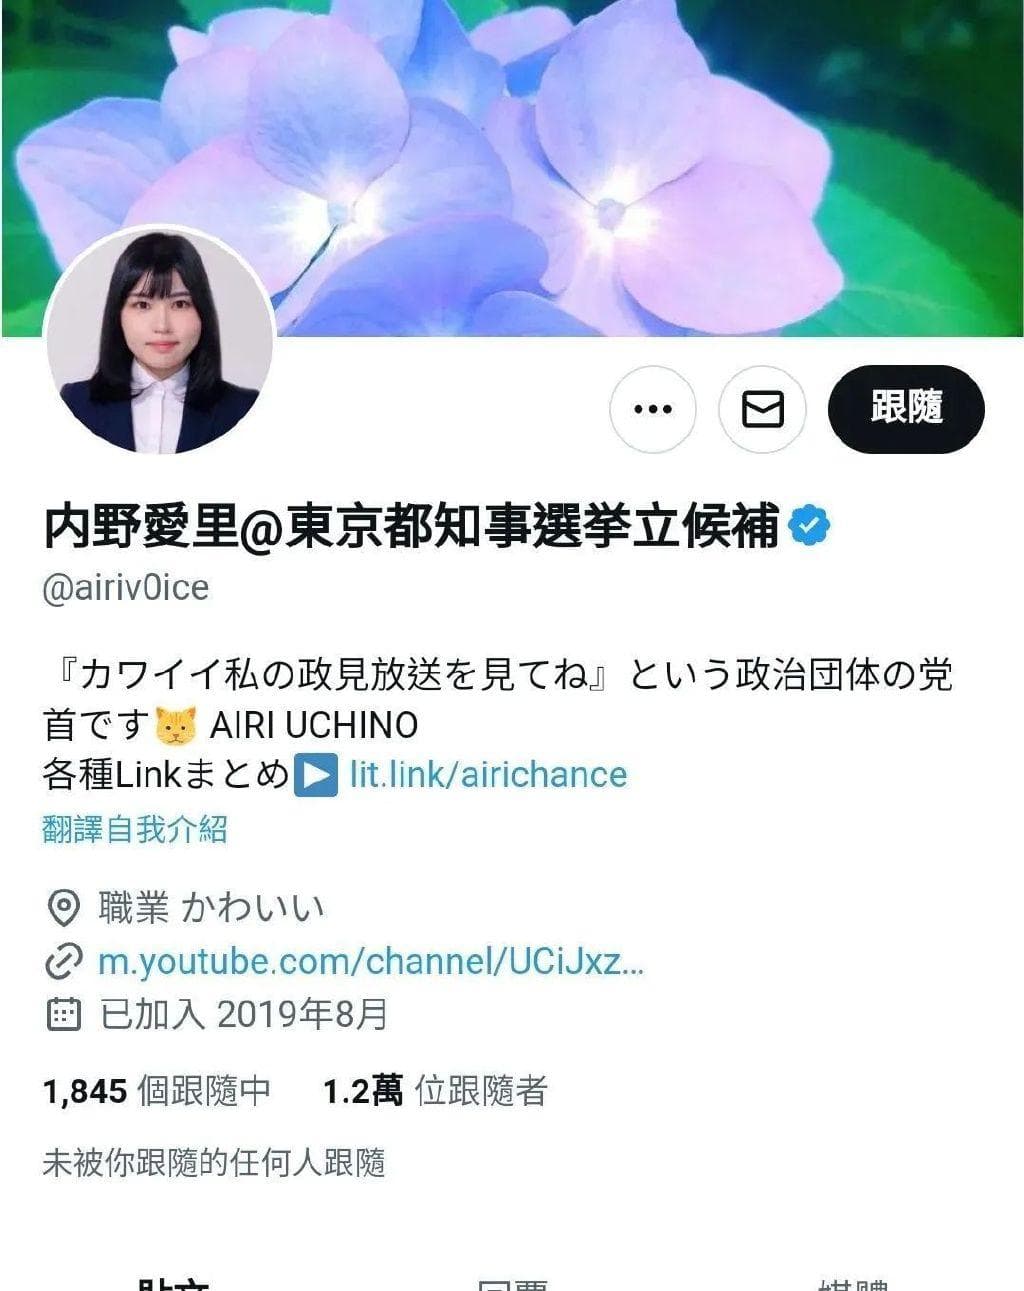 跟隨
内野愛里@東京都知事選挙立候補
@airiv0ice
『カワイイ私の政見放送を見てね』という政治団体の党
首です🐱 AIRI UCHINO
各種Linkまとめ▶️ lit.link/airichance
翻譯自我介紹
職業 かわいい
m.youtube.com/channel/UCiJxz...
已加入 2019年8月
1,845 個跟隨中 1.2萬 位跟隨者
未被你跟隨的任何人跟隨